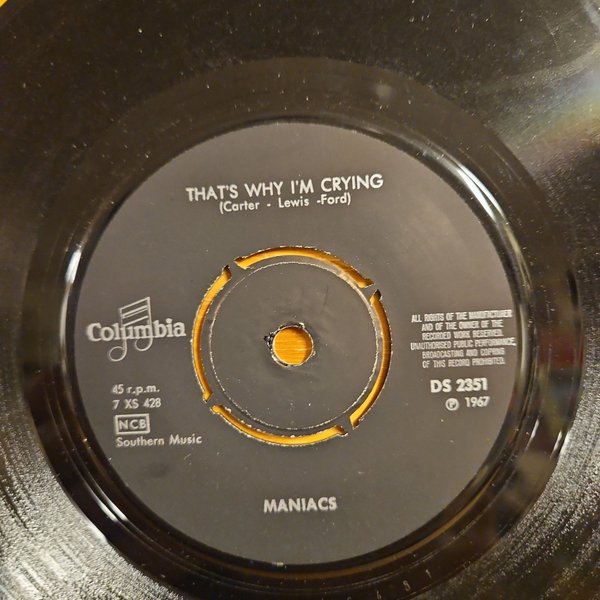 THAT'S WHY I'M CRYING
(Carter - Lewis -Ford)
Columbia
ALL RIGHTS OF THE MANUFACTURER
AND OF THE OWNER OF THE
RECORDED WORK RESERVED.
UNAUTHORISED PUBLIC PERFORMANCE,
BROADCASTING AND COPYING
OF THIS RECORD PROHIBITED.
45 r.p.m.
7 XS 428
NCB
Southern Music
DS 2351
Ⓟ 1967
MANIACS